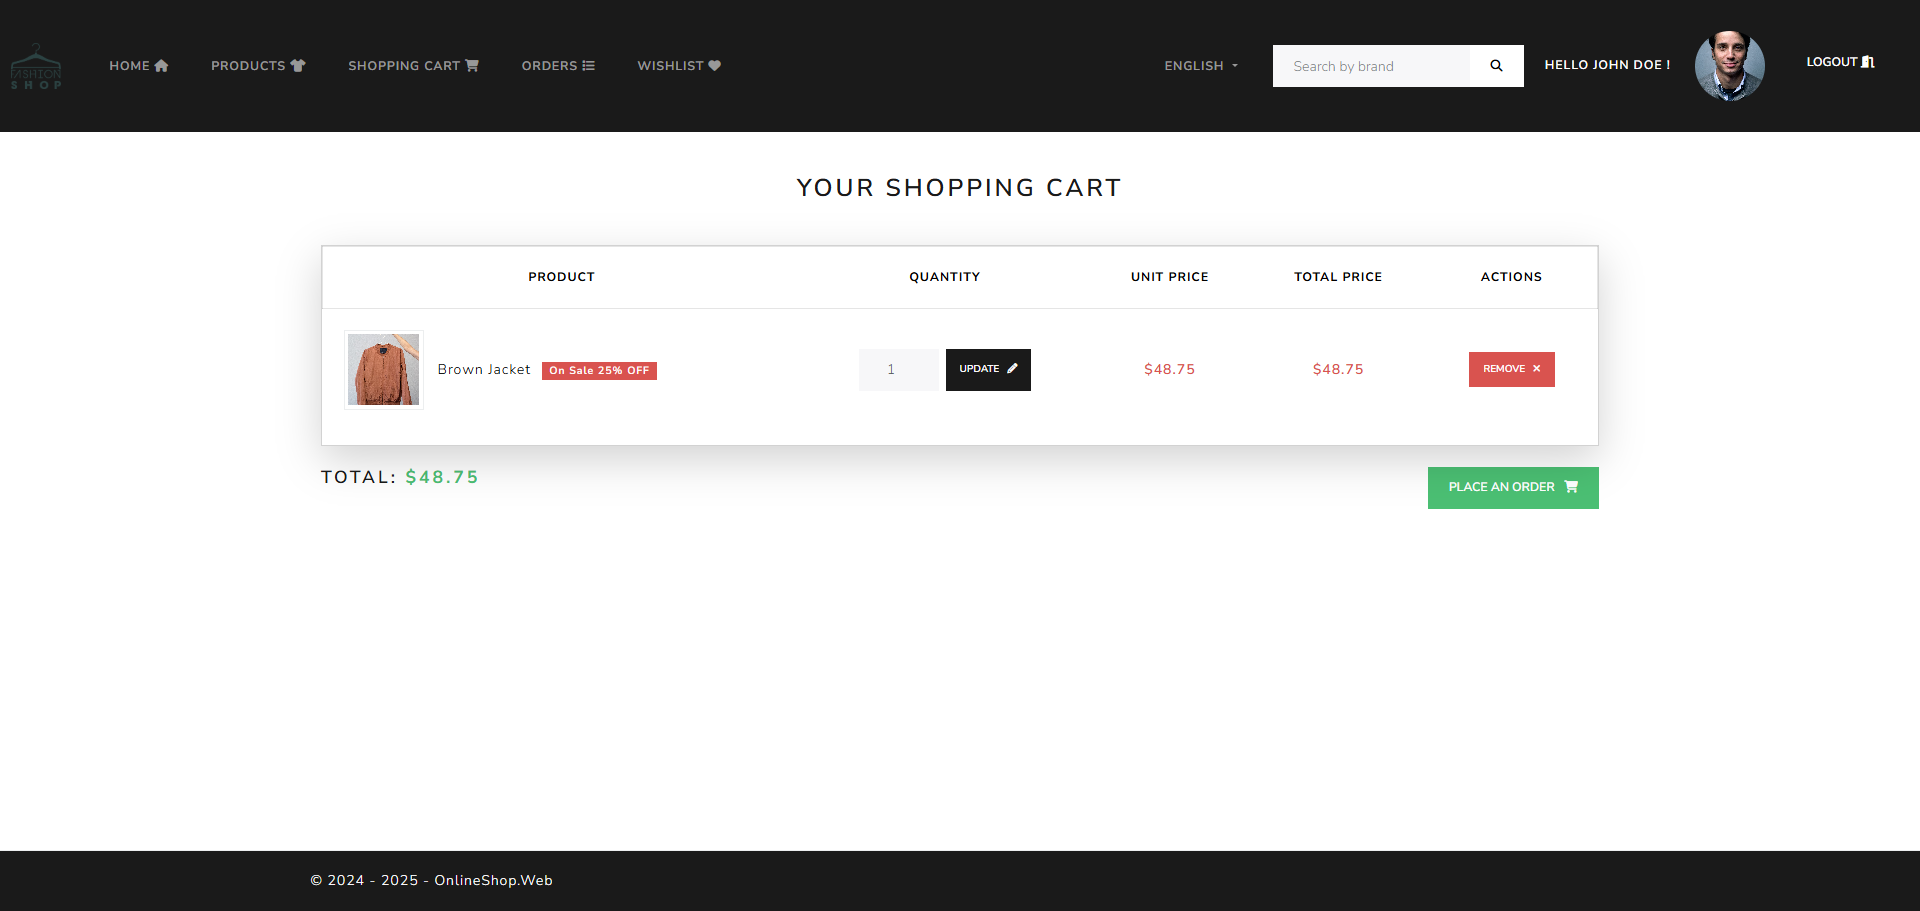 FASHION
SHOP
HOME
PRODUCTS
SHOPPING CART
ORDERS
WISHLIST
ENGLISH
Search by brand
HELLO JOHN DOE !
LOGOUT
YOUR SHOPPING CART
PRODUCT QUANTITY UNIT PRICE TOTAL PRICE ACTIONS
Brown Jacket On Sale 25% OFF 1 UPDATE $48.75 $48.75 REMOVE
TOTAL: $48.75
PLACE AN ORDER
© 2024 - 2025 - OnlineShop.Web